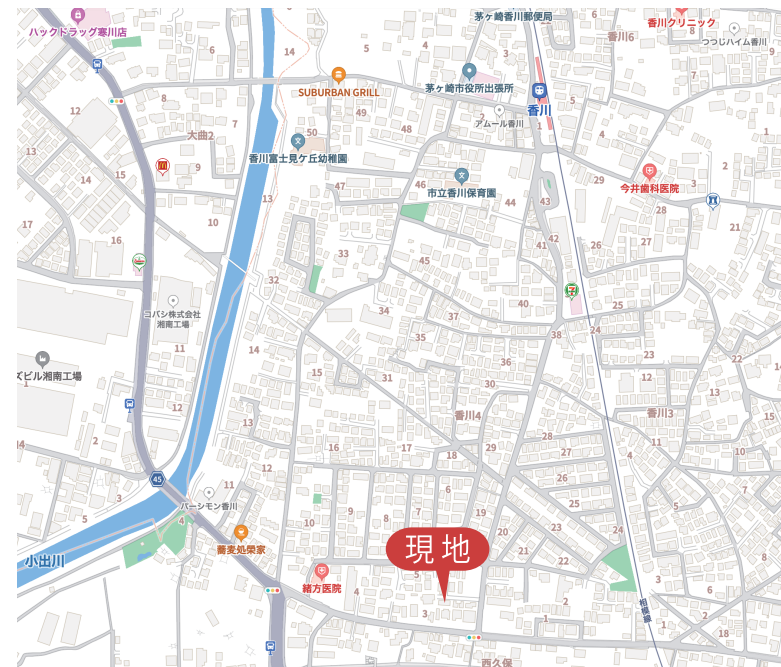 ハックドラッグ寒川店
茅ヶ崎香川郵便局
香川6
香川クリニック
つつじハイム香川
SUBURBAN GRILL
茅ヶ崎市役所出張所
アムール香川
香川
大曲2
香川富士見ケ丘幼稚園
市立香川保育園
今井歯科医院
コバシ株式会社
湘南工場
ズビル湘南工場
香川4
香川3
45
パーシモン香川
蕎麦処榮家
小出川
緒方医院
現地
相模線
西久保